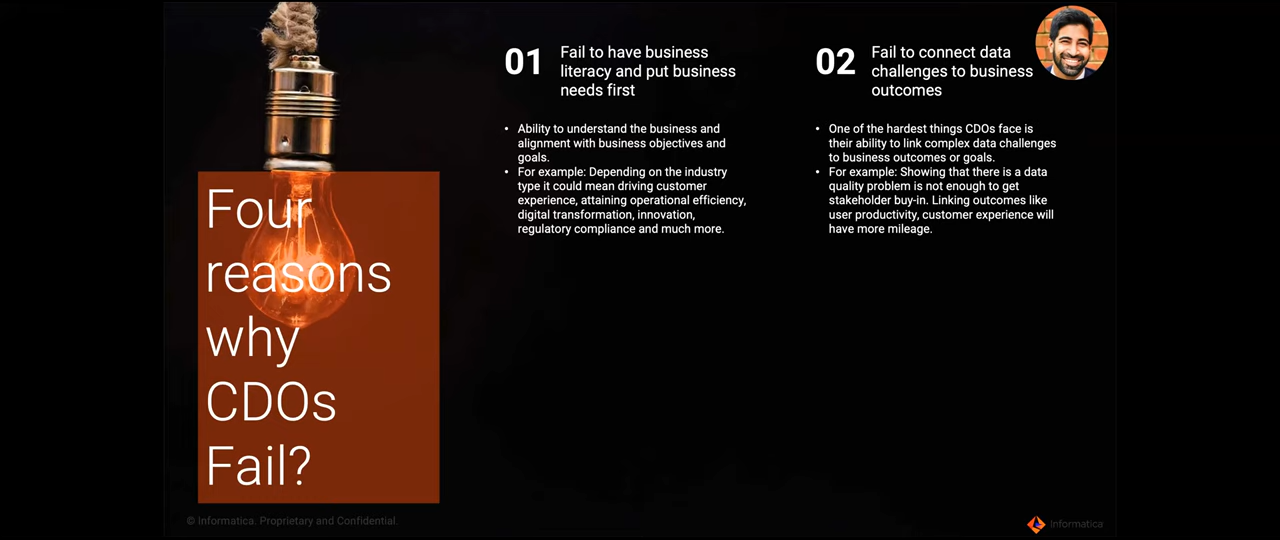 Four
reasons
why
CDOs
Fail?
01
Fail to have business
literacy and put business
needs first
• Ability to understand the business and
alignment with business objectives and
goals.
• For example: Depending on the industry
type it could mean driving customer
experience, attaining operational efficiency,
digital transformation, innovation,
regulatory compliance and much more.
02
Fail to connect data
challenges to business
outcomes
• One of the hardest things CDOs face is
their ability to link complex data challenges
to business outcomes or goals.
• For example: Showing that there is a data
quality problem is not enough to get
stakeholder buy-in. Linking outcomes like
user productivity, customer experience will
have more mileage.
© Informatica. Proprietary and Confidential.
Informatica